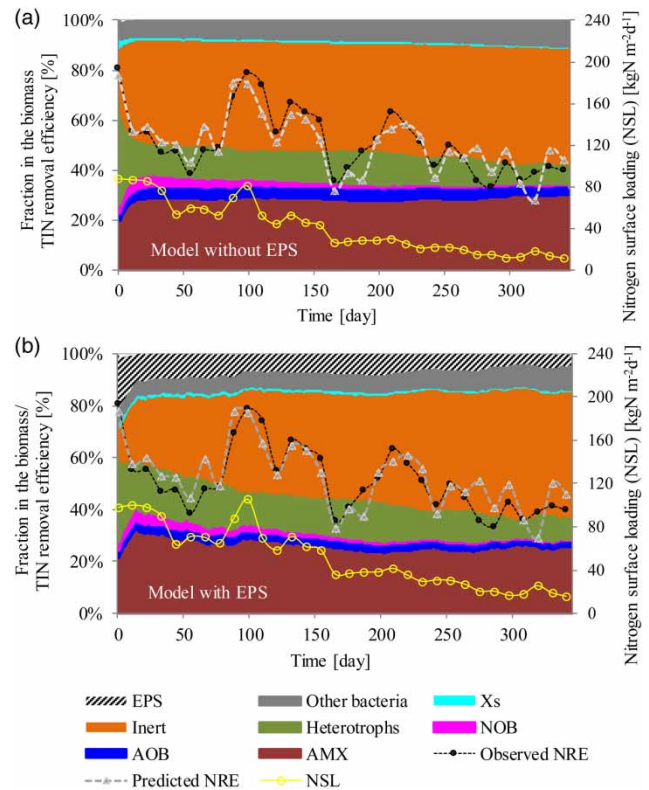 (a)
100%
80%
60%
40%
20%
0%
Fraction in the biomass
TIN removal efficiency [%]
240
200
160
120
80
40
0
Nitrogen surface loading (NSL) [kgN m-2d-1]
Model without EPS
0 50 100 150 200 250 300
Time [day]
(b)
100%
80%
60%
40%
20%
0%
Fraction in the biomass/
TIN removal efficiency [%]
240
200
160
120
80
40
0
Nitrogen surface loading (NSL) [kgN m-2d-1]
Model with EPS
0 50 100 150 200 250 300
Time [day]
EPS Other bacteria Xs
Inert Heterotrophs NOB
AOB AMX Observed NRE
Predicted NRE NSL